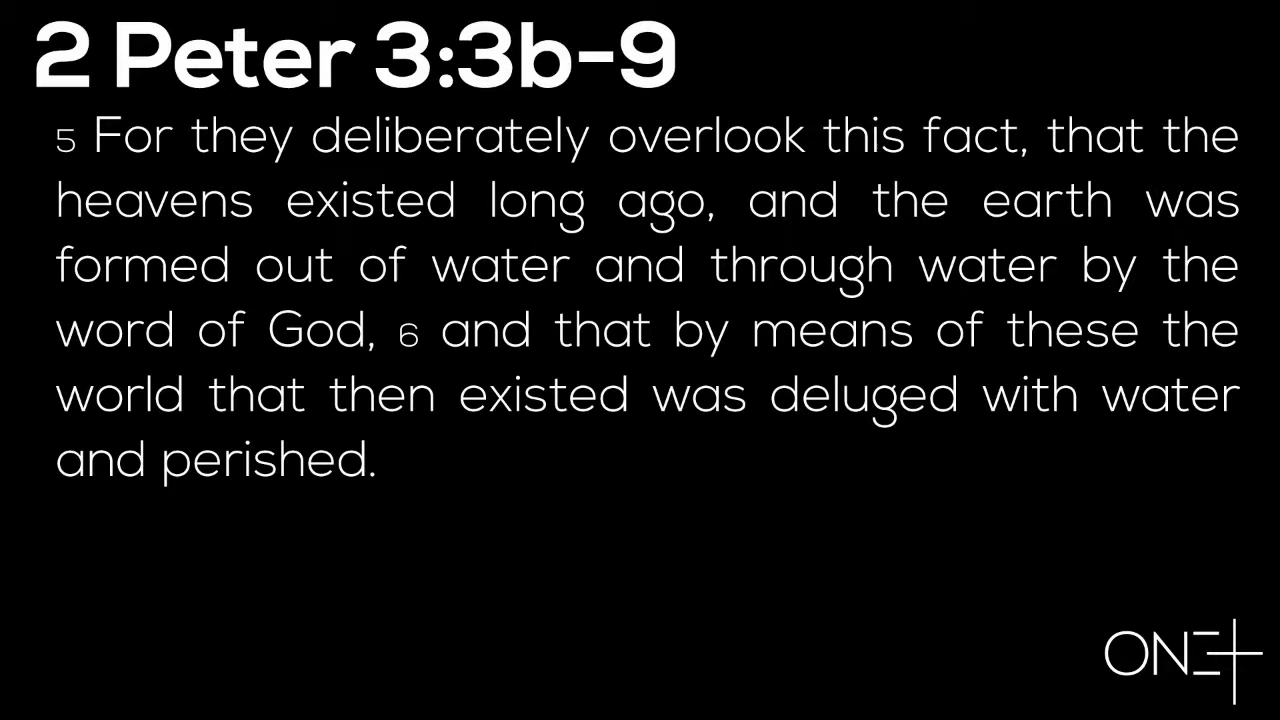 2 Peter 3:3b-9
5 For they deliberately overlook this fact, that the
heavens existed long ago, and the earth was
formed out of water and through water by the
word of God, 6 and that by means of these the
world that then existed was deluged with water
and perished.
ONE